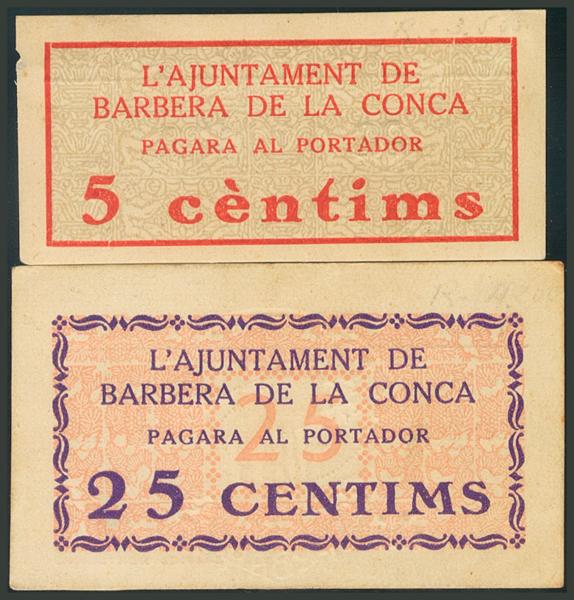 L'AJUNTAMENT DE
BARBERA DE LA CONCA
PAGARA AL PORTADOR
5 cèntims
L'AJUNTAMENT DE
BARBERA DE LA CONCA
25
PAGARA AL PORTADOR
25 CENTIMS